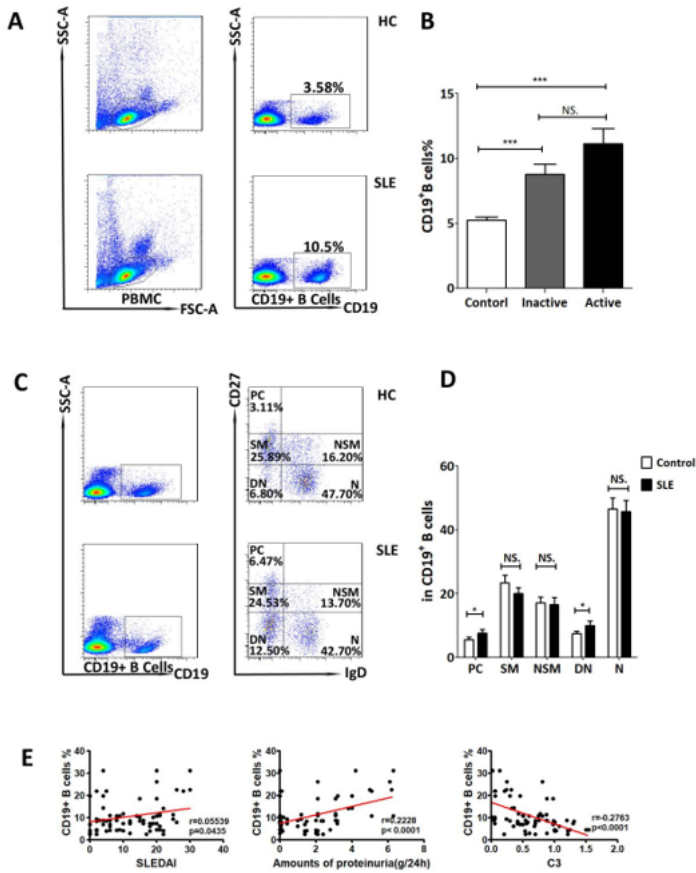 A
SSC-A
SSC-A
HC
3.58%
SLE
10.5%
PBMC
FSC-A
CD19+ B Cells
CD19
B
CD19+B cells%
15
10
5
0
***
NS.
***
Contorl
Inactive
Active
C
SSC-A
CD27
HC
PC
3.11%
SM
25.89%
NSM
16.20%
DN
6.80%
N
47.70%
SLE
PC
6.47%
SM
24.53%
NSM
13.70%
DN
12.50%
N
42.70%
CD19+ B Cells
CD19
IgD
D
Control
SLE
in CD19+ B cells
60
40
20
0
*
NS.
NS.
*
NS.
PC
SM
NSM
DN
N
E
CD19+ B cells %
40
30
20
10
0
r=0.05539
p=0.0435
0 10 20 30 40
SLEDAI
CD19+ B cells %
40
30
20
10
0
r=0.2228
p< 0.0001
0 2 4 6 8
Amounts of proteinuria(g/24h)
CD19+ B cells %
40
30
20
10
0
r=-0.2763
p<0.0001
0.0 0.5 1.0 1.5 2.0
C3